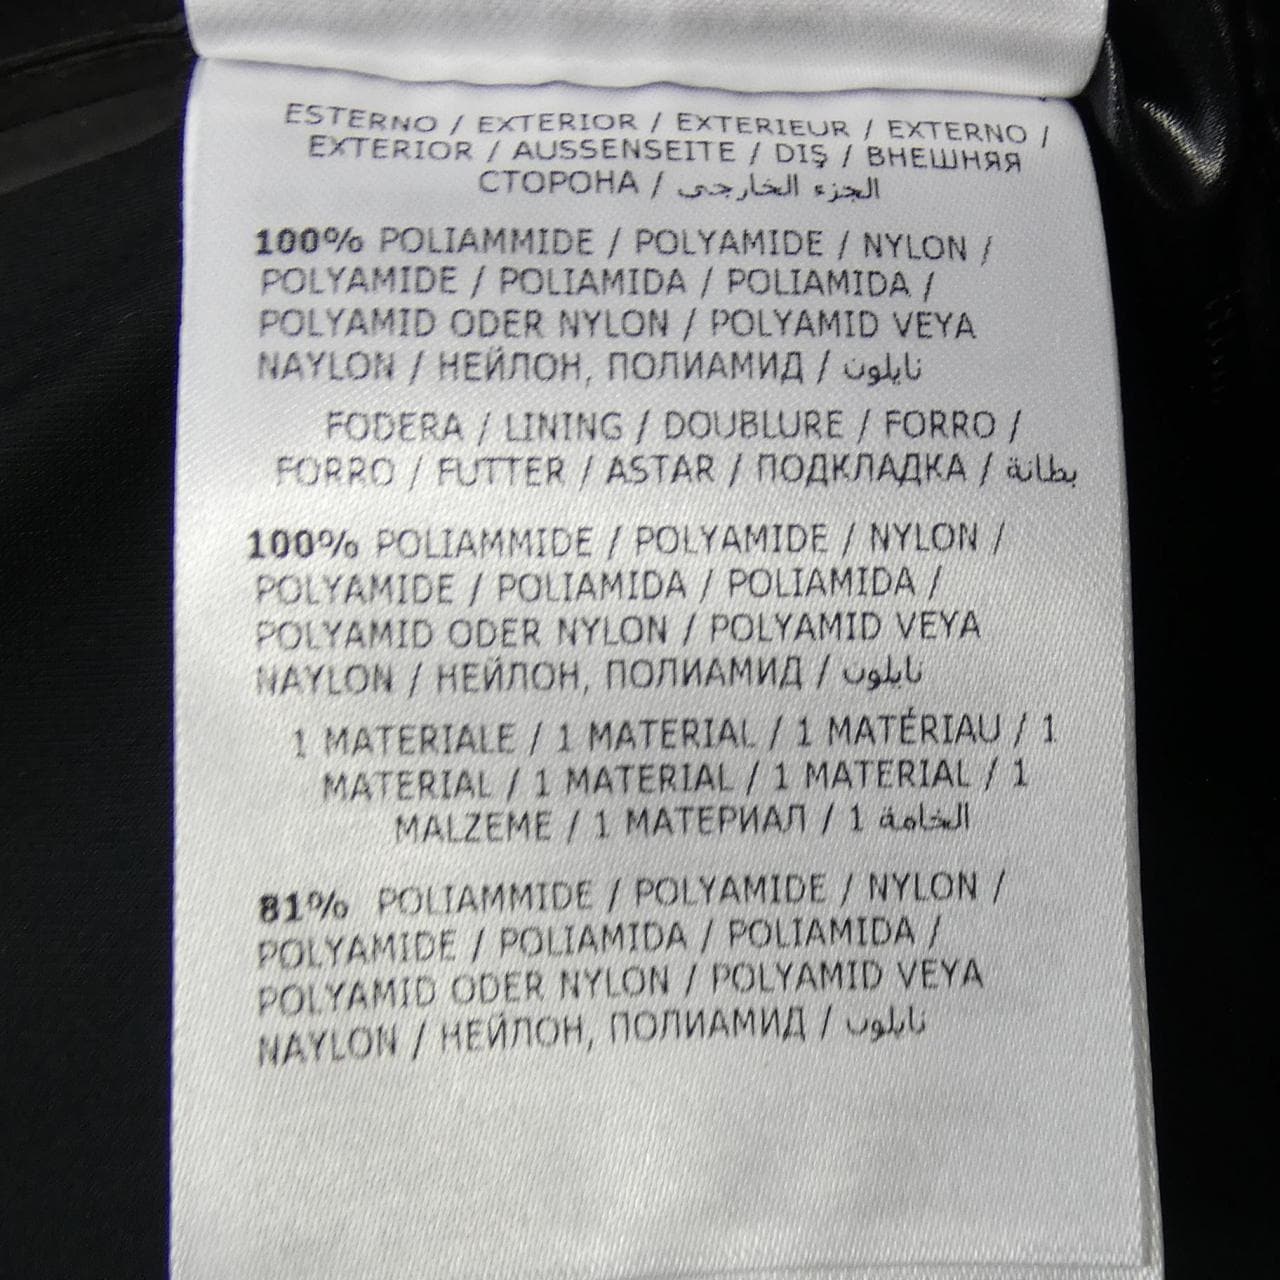 ESTERNO / EXTERIOR / EXTERIEUR / EXTERNO /
EXTERIOR / AUSSENSEITE / DIŞ / ВНЕШНЯЯ
СТОРОНА / الجزء الخارجي
100% POLIAMMIDE / POLYAMIDE / NYLON /
POLYAMIDE / POLIAMIDA / POLIAMIDA /
POLYAMID ODER NYLON / POLYAMID VEYA
NAYLON / НЕЙЛОН, ПОЛИАМИД / نايلون
FODERA / LINING / DOUBLURE / FORRO /
FORRO / FUTTER / ASTAR / ПОДКЛАДКА / بطانة
100% POLIAMMIDE / POLYAMIDE / NYLON /
POLYAMIDE / POLIAMIDA / POLIAMIDA /
POLYAMID ODER NYLON / POLYAMID VEYA
NAYLON / НЕЙЛОН, ПОЛИАМИД / نايلون
1 MATERIALE / 1 MATERIAL / 1 MATÉRIAU / 1
MATERIAL / 1 MATERIAL / 1 MATERIAL / 1
MALZEME / 1 МАТЕРИАЛ / 1 الخامة
81% POLIAMMIDE / POLYAMIDE / NYLON /
POLYAMIDE / POLIAMIDA / POLIAMIDA /
POLYAMID ODER NYLON / POLYAMID VEYA
NAYLON / НЕЙЛОН, ПОЛИАМИД / نايلون